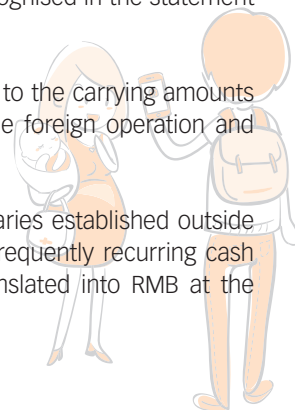 ognised in the statement
to the carrying amounts
e foreign operation and
aries established outside
requently recurring cash
nslated into RMB at the